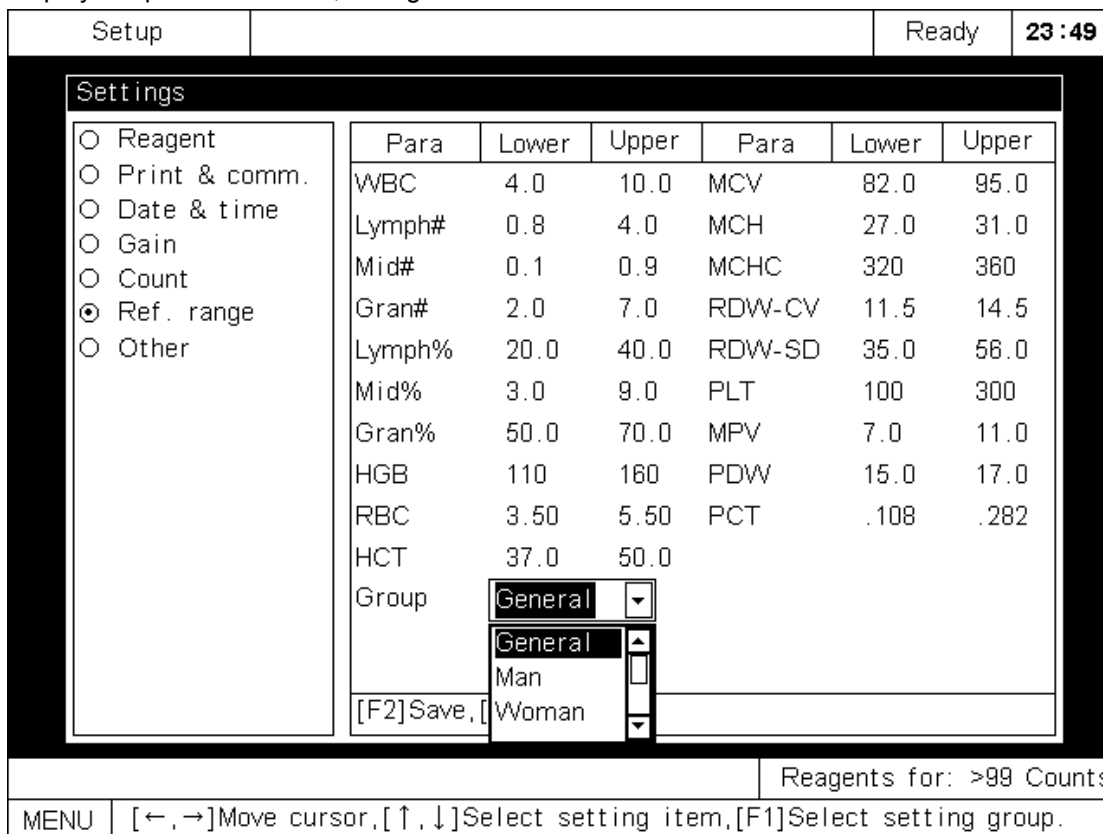 Setup Ready 23:49
Settings
Reagent
Print & comm.
Date & time
Gain
Count
Ref. range
Other
Para Lower Upper Para Lower Upper
WBC 4.0 10.0 MCV 82.0 95.0
Lymph# 0.8 4.0 MCH 27.0 31.0
Mid# 0.1 0.9 MCHC 320 360
Gran# 2.0 7.0 RDW-CV 11.5 14.5
Lymph% 20.0 40.0 RDW-SD 35.0 56.0
Mid% 3.0 9.0 PLT 100 300
Gran% 50.0 70.0 MPV 7.0 11.0
HGB 110 160 PDW 15.0 17.0
RBC 3.50 5.50 PCT .108 .282
HCT 37.0 50.0
Group General
General
Man
Woman
[F2]Save,[
Reagents for: >99 Counts
MENU [←,→]Move cursor,[↑,↓]Select setting item,[F1]Select setting group.